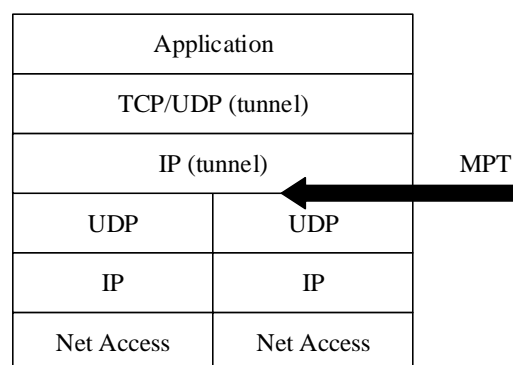 Application
TCP/UDP (tunnel)
IP (tunnel)
MPT
UDP UDP
IP IP
Net Access Net Access